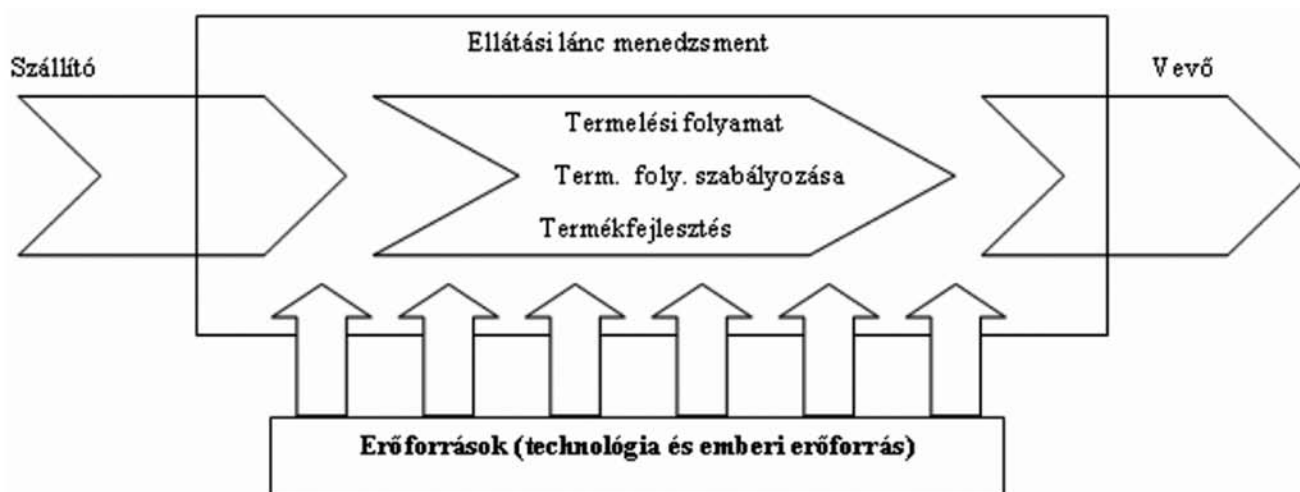 Ellátási lánc menedzsment
Szállító
Vevő
Termelési folyamat
Term. foly. szabályozása
Termékfejlesztés
Erőforrások (technológia és emberi erőforrás)